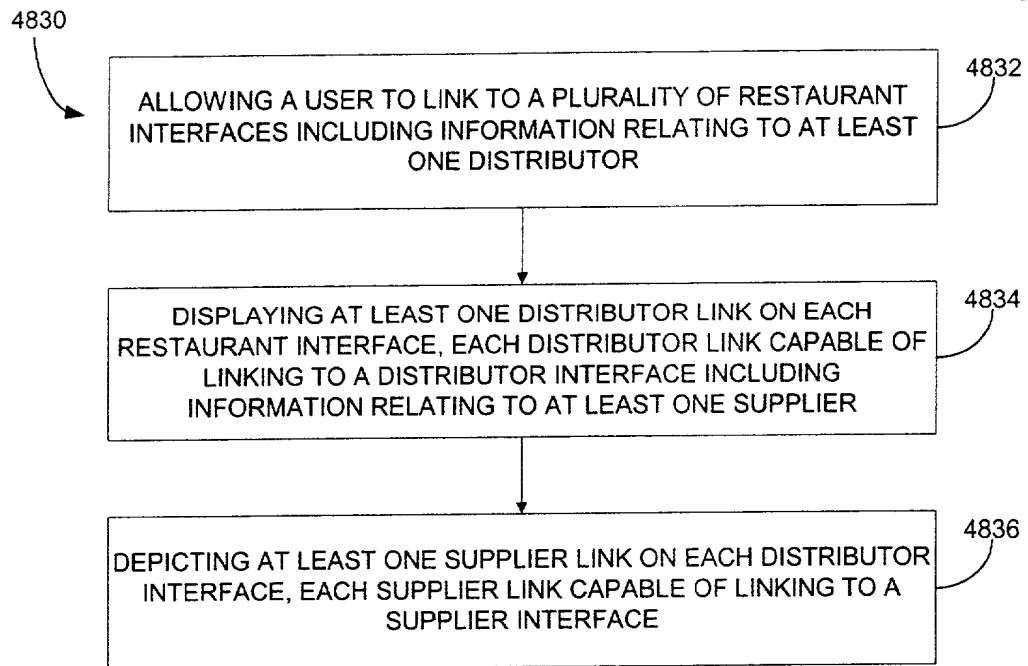 4830
4832
ALLOWING A USER TO LINK TO A PLURALITY OF RESTAURANT
INTERFACES INCLUDING INFORMATION RELATING TO AT LEAST
ONE DISTRIBUTOR
4834
DISPLAYING AT LEAST ONE DISTRIBUTOR LINK ON EACH
RESTAURANT INTERFACE, EACH DISTRIBUTOR LINK CAPABLE OF
LINKING TO A DISTRIBUTOR INTERFACE INCLUDING
INFORMATION RELATING TO AT LEAST ONE SUPPLIER
4836
DEPICTING AT LEAST ONE SUPPLIER LINK ON EACH DISTRIBUTOR
INTERFACE, EACH SUPPLIER LINK CAPABLE OF LINKING TO A
SUPPLIER INTERFACE